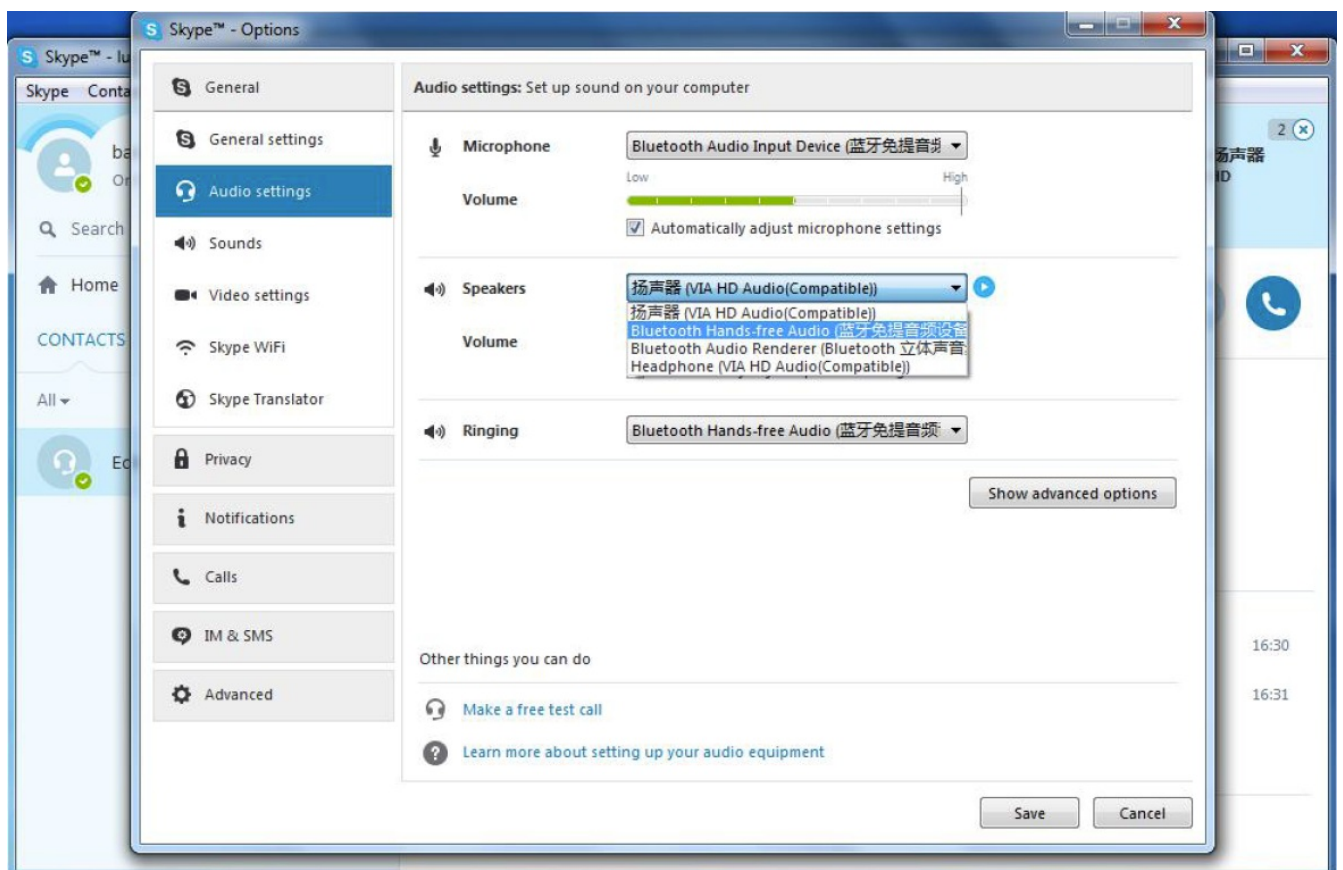 Skype™ - Options
Skype™ - lu
Skype Conta
ba
On
Search
Home
CONTACTS
All
Ec
General
General settings
Audio settings
Sounds
Video settings
Skype WiFi
Skype Translator
Privacy
Notifications
Calls
IM & SMS
Advanced
Audio settings: Set up sound on your computer
Microphone
Bluetooth Audio Input Device (蓝牙免提音
Low High
Volume
Automatically adjust microphone settings
Speakers
扬声器 (VIA HD Audio(Compatible))
扬声器 (VIA HD Audio(Compatible))
Bluetooth Hands-free Audio (蓝牙免提音频设备
Bluetooth Audio Renderer (Bluetooth 立体声音
Headphone (VIA HD Audio(Compatible))
Volume
Ringing
Bluetooth Hands-free Audio (蓝牙免提音频
Show advanced options
Other things you can do
Make a free test call
Learn more about setting up your audio equipment
Save
Cancel
2
扬声器
ID
16:30
16:31